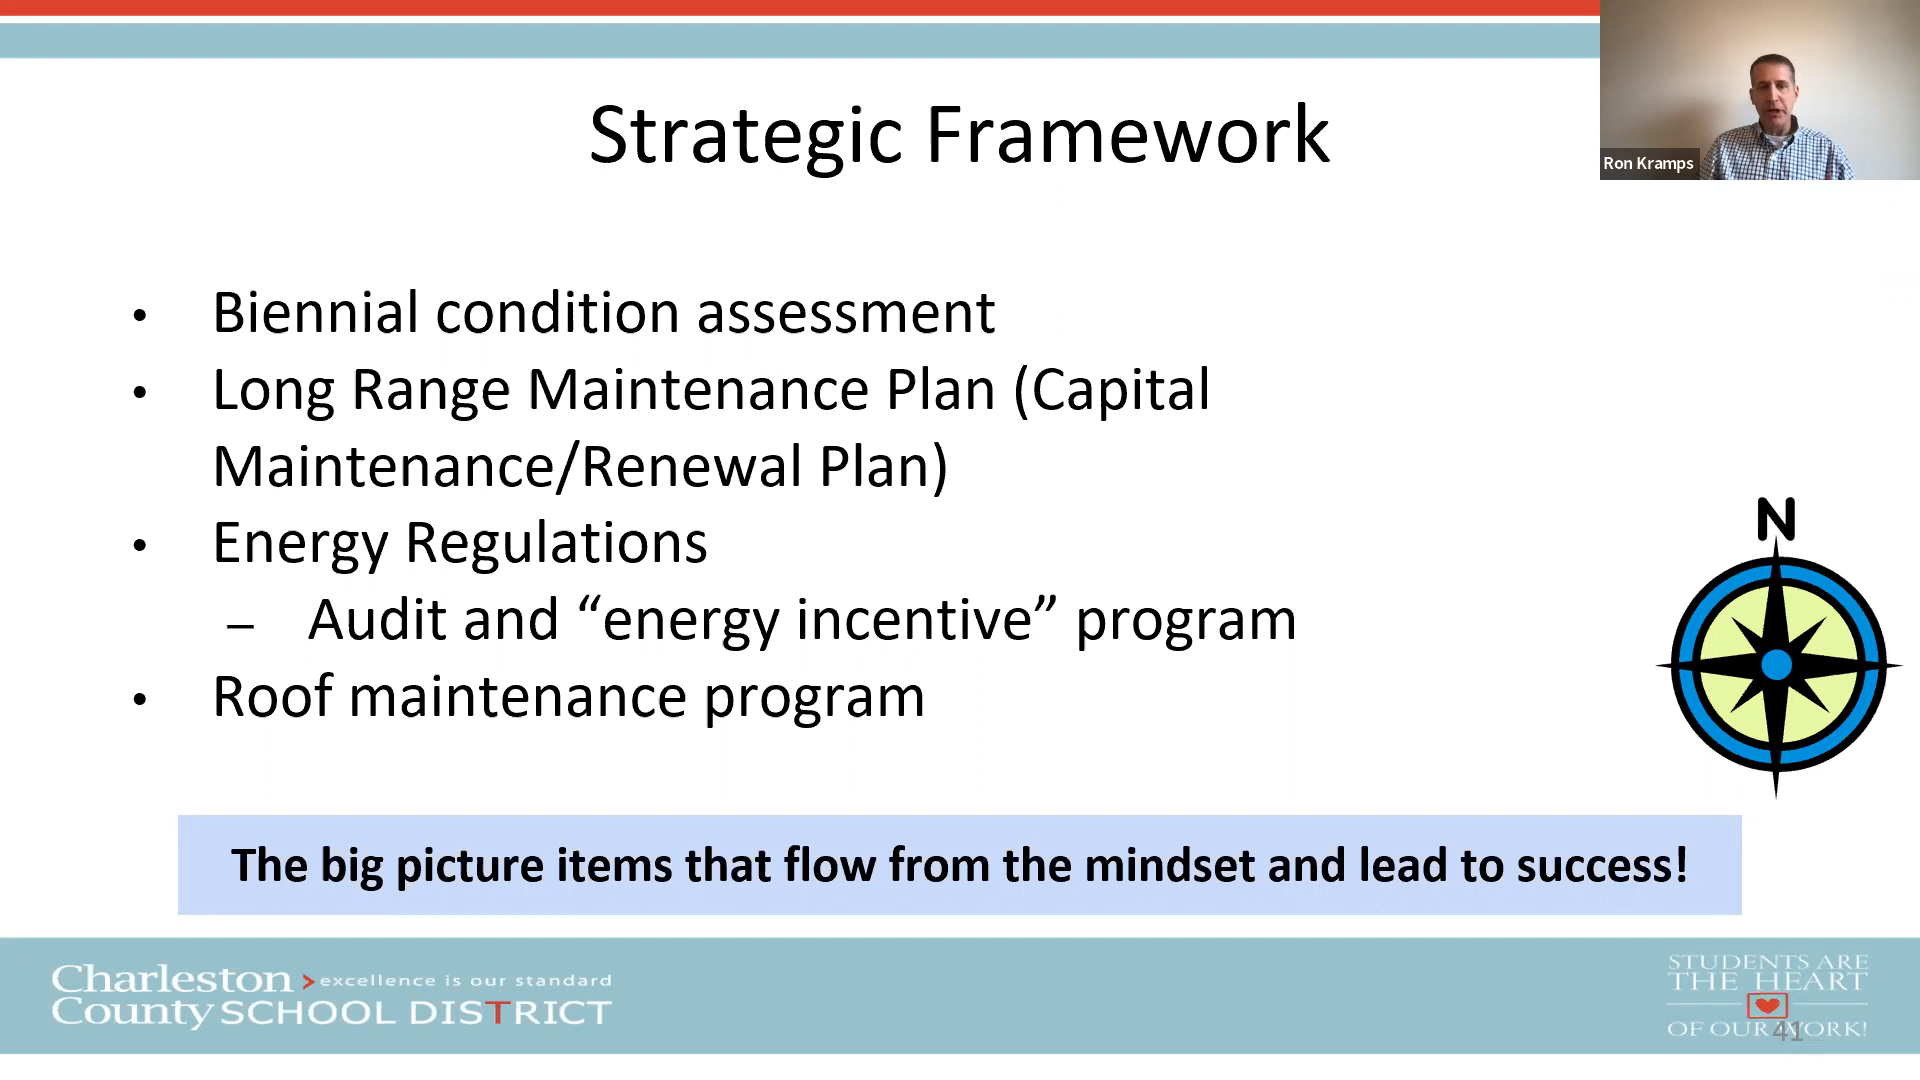 Strategic Framework
Ron Kramps
• Biennial condition assessment
• Long Range Maintenance Plan (Capital
Maintenance/Renewal Plan)
• Energy Regulations
– Audit and “energy incentive” program
• Roof maintenance program
N
The big picture items that flow from the mindset and lead to success!
Charleston >excellence is our standard
County SCHOOL DISTRICT
STUDENTS ARE
THE HEART
OF OUR WORK!
41